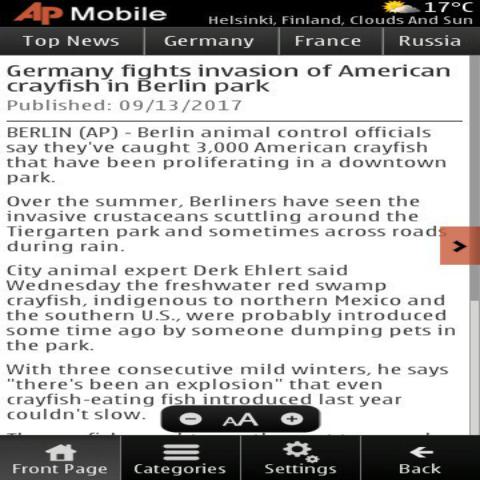 AP Mobile
17°C
Helsinki, Finland, Clouds And Sun
Top News
Germany
France
Russia
Germany fights invasion of American
crayfish in Berlin park
Published: 09/13/2017
BERLIN (AP) - Berlin animal control officials
say they've caught 3,000 American crayfish
that have been proliferating in a downtown
park.
Over the summer, Berliners have seen the
invasive crustaceans scuttling around the
Tiergarten park and sometimes across roads
during rain.
City animal expert Derk Ehlert said
Wednesday the freshwater red swamp
crayfish, indigenous to northern Mexico and
the southern U.S., were probably introduced
some time ago by someone dumping pets in
the park.
With three consecutive mild winters, he says
"there's been an explosion" that even
crayfish-eating fish introduced last year
couldn't slow.
AA
Front Page
Categories
Settings
Back